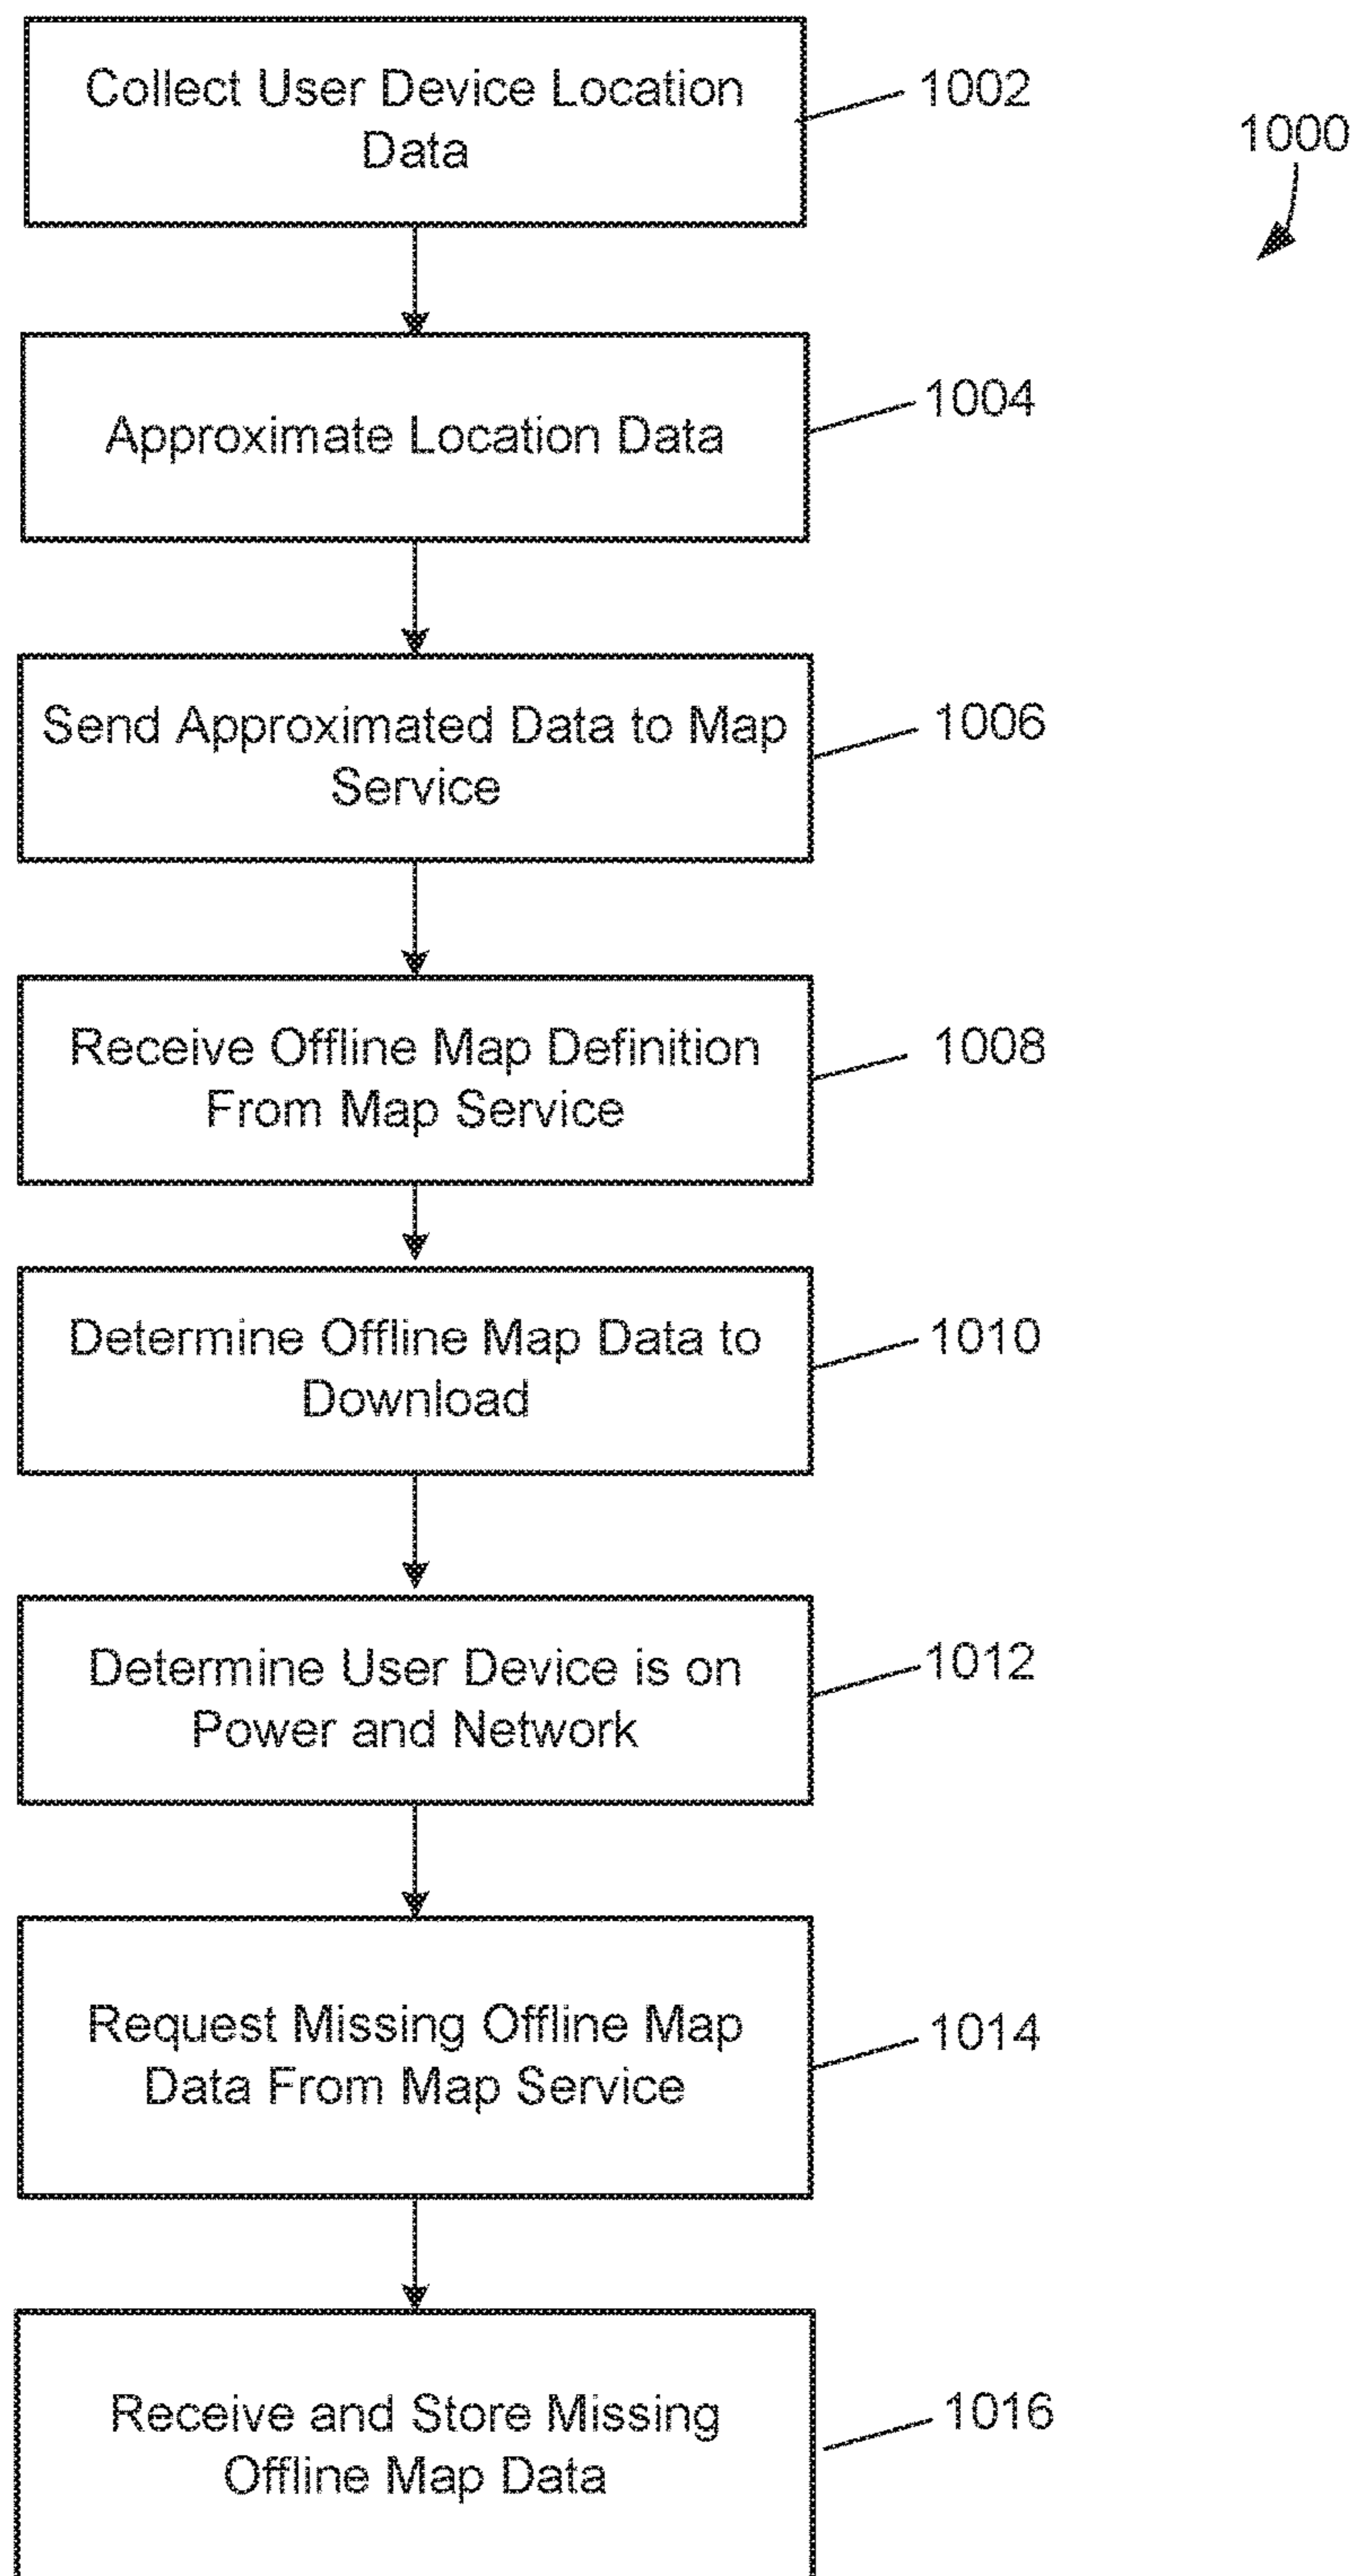 Collect User Device Location
Data
1002
1000
Approximate Location Data
1004
Send Approximated Data to Map
Service
1006
Receive Offline Map Definition
From Map Service
1008
Determine Offline Map Data to
Download
1010
Determine User Device is on
Power and Network
1012
Request Missing Offline Map
Data From Map Service
1014
Receive and Store Missing
Offline Map Data
1016